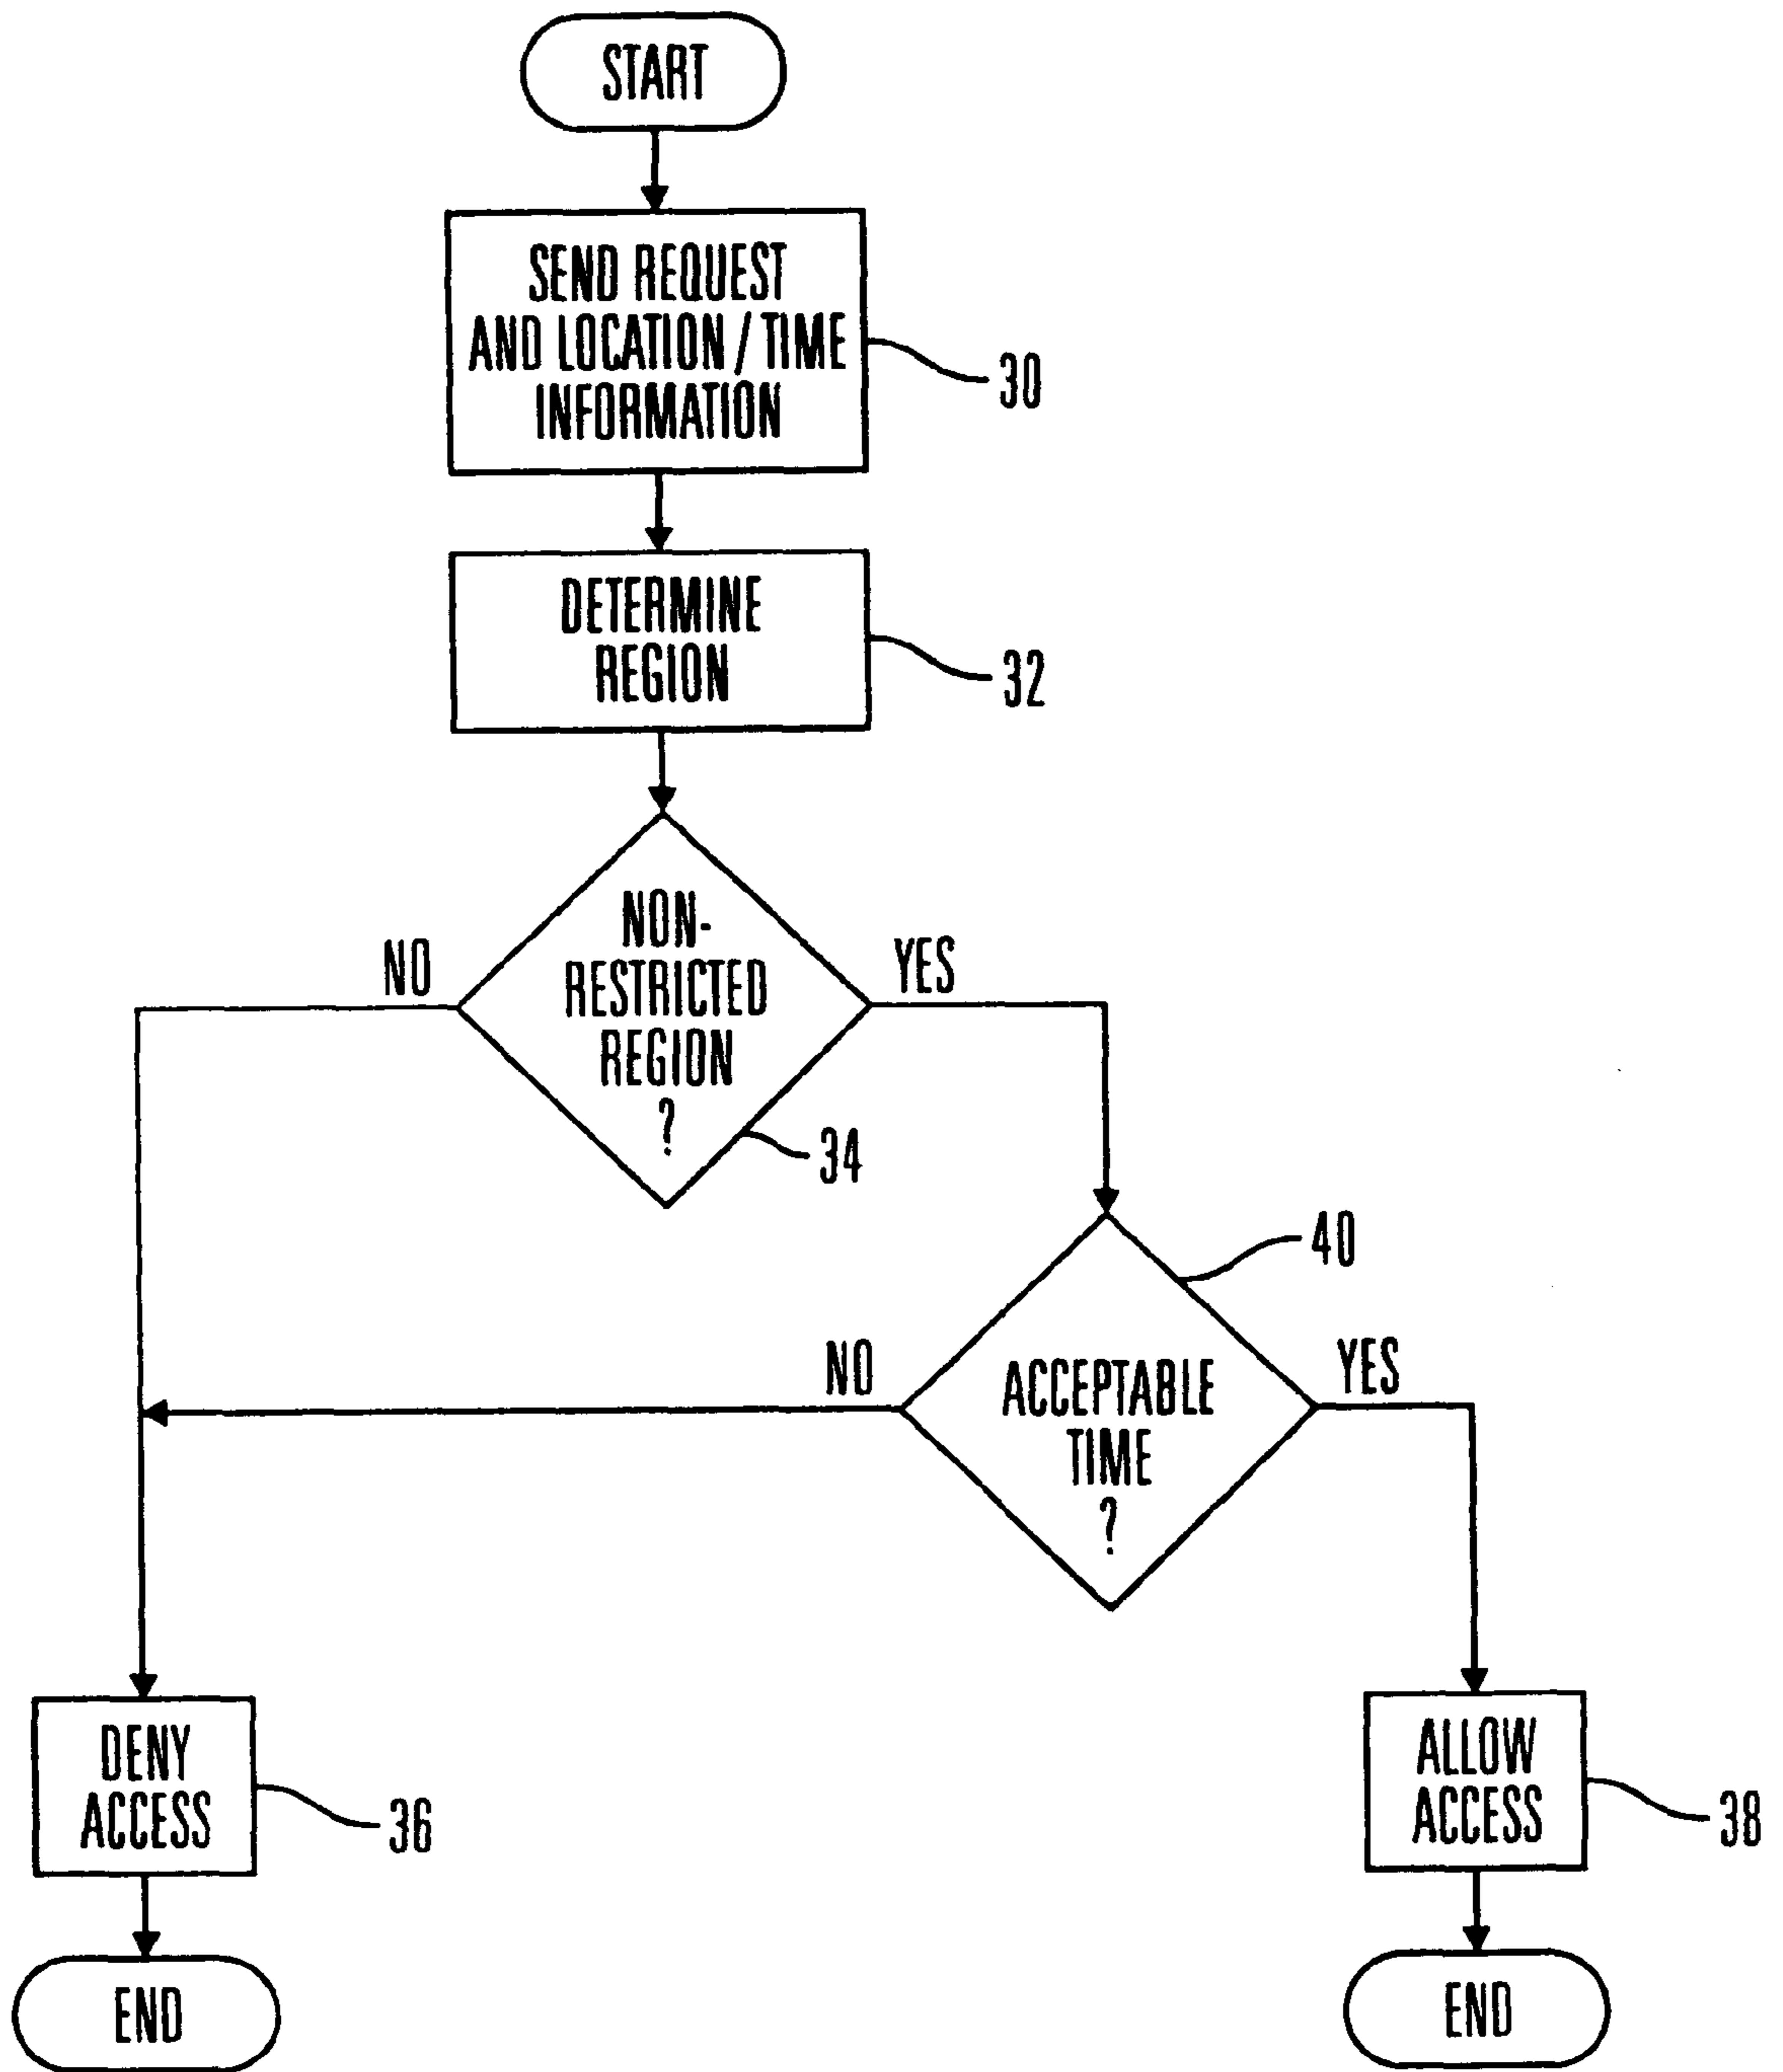 START
SEND REQUEST
AND LOCATION / TIME
INFORMATION
30
DETERMINE
REGION
32
NON-
RESTRICTED
REGION
?
NO
YES
34
40
ACCEPTABLE
TIME
?
NO
YES
DENY
ACCESS
36
ALLOW
ACCESS
38
END
END